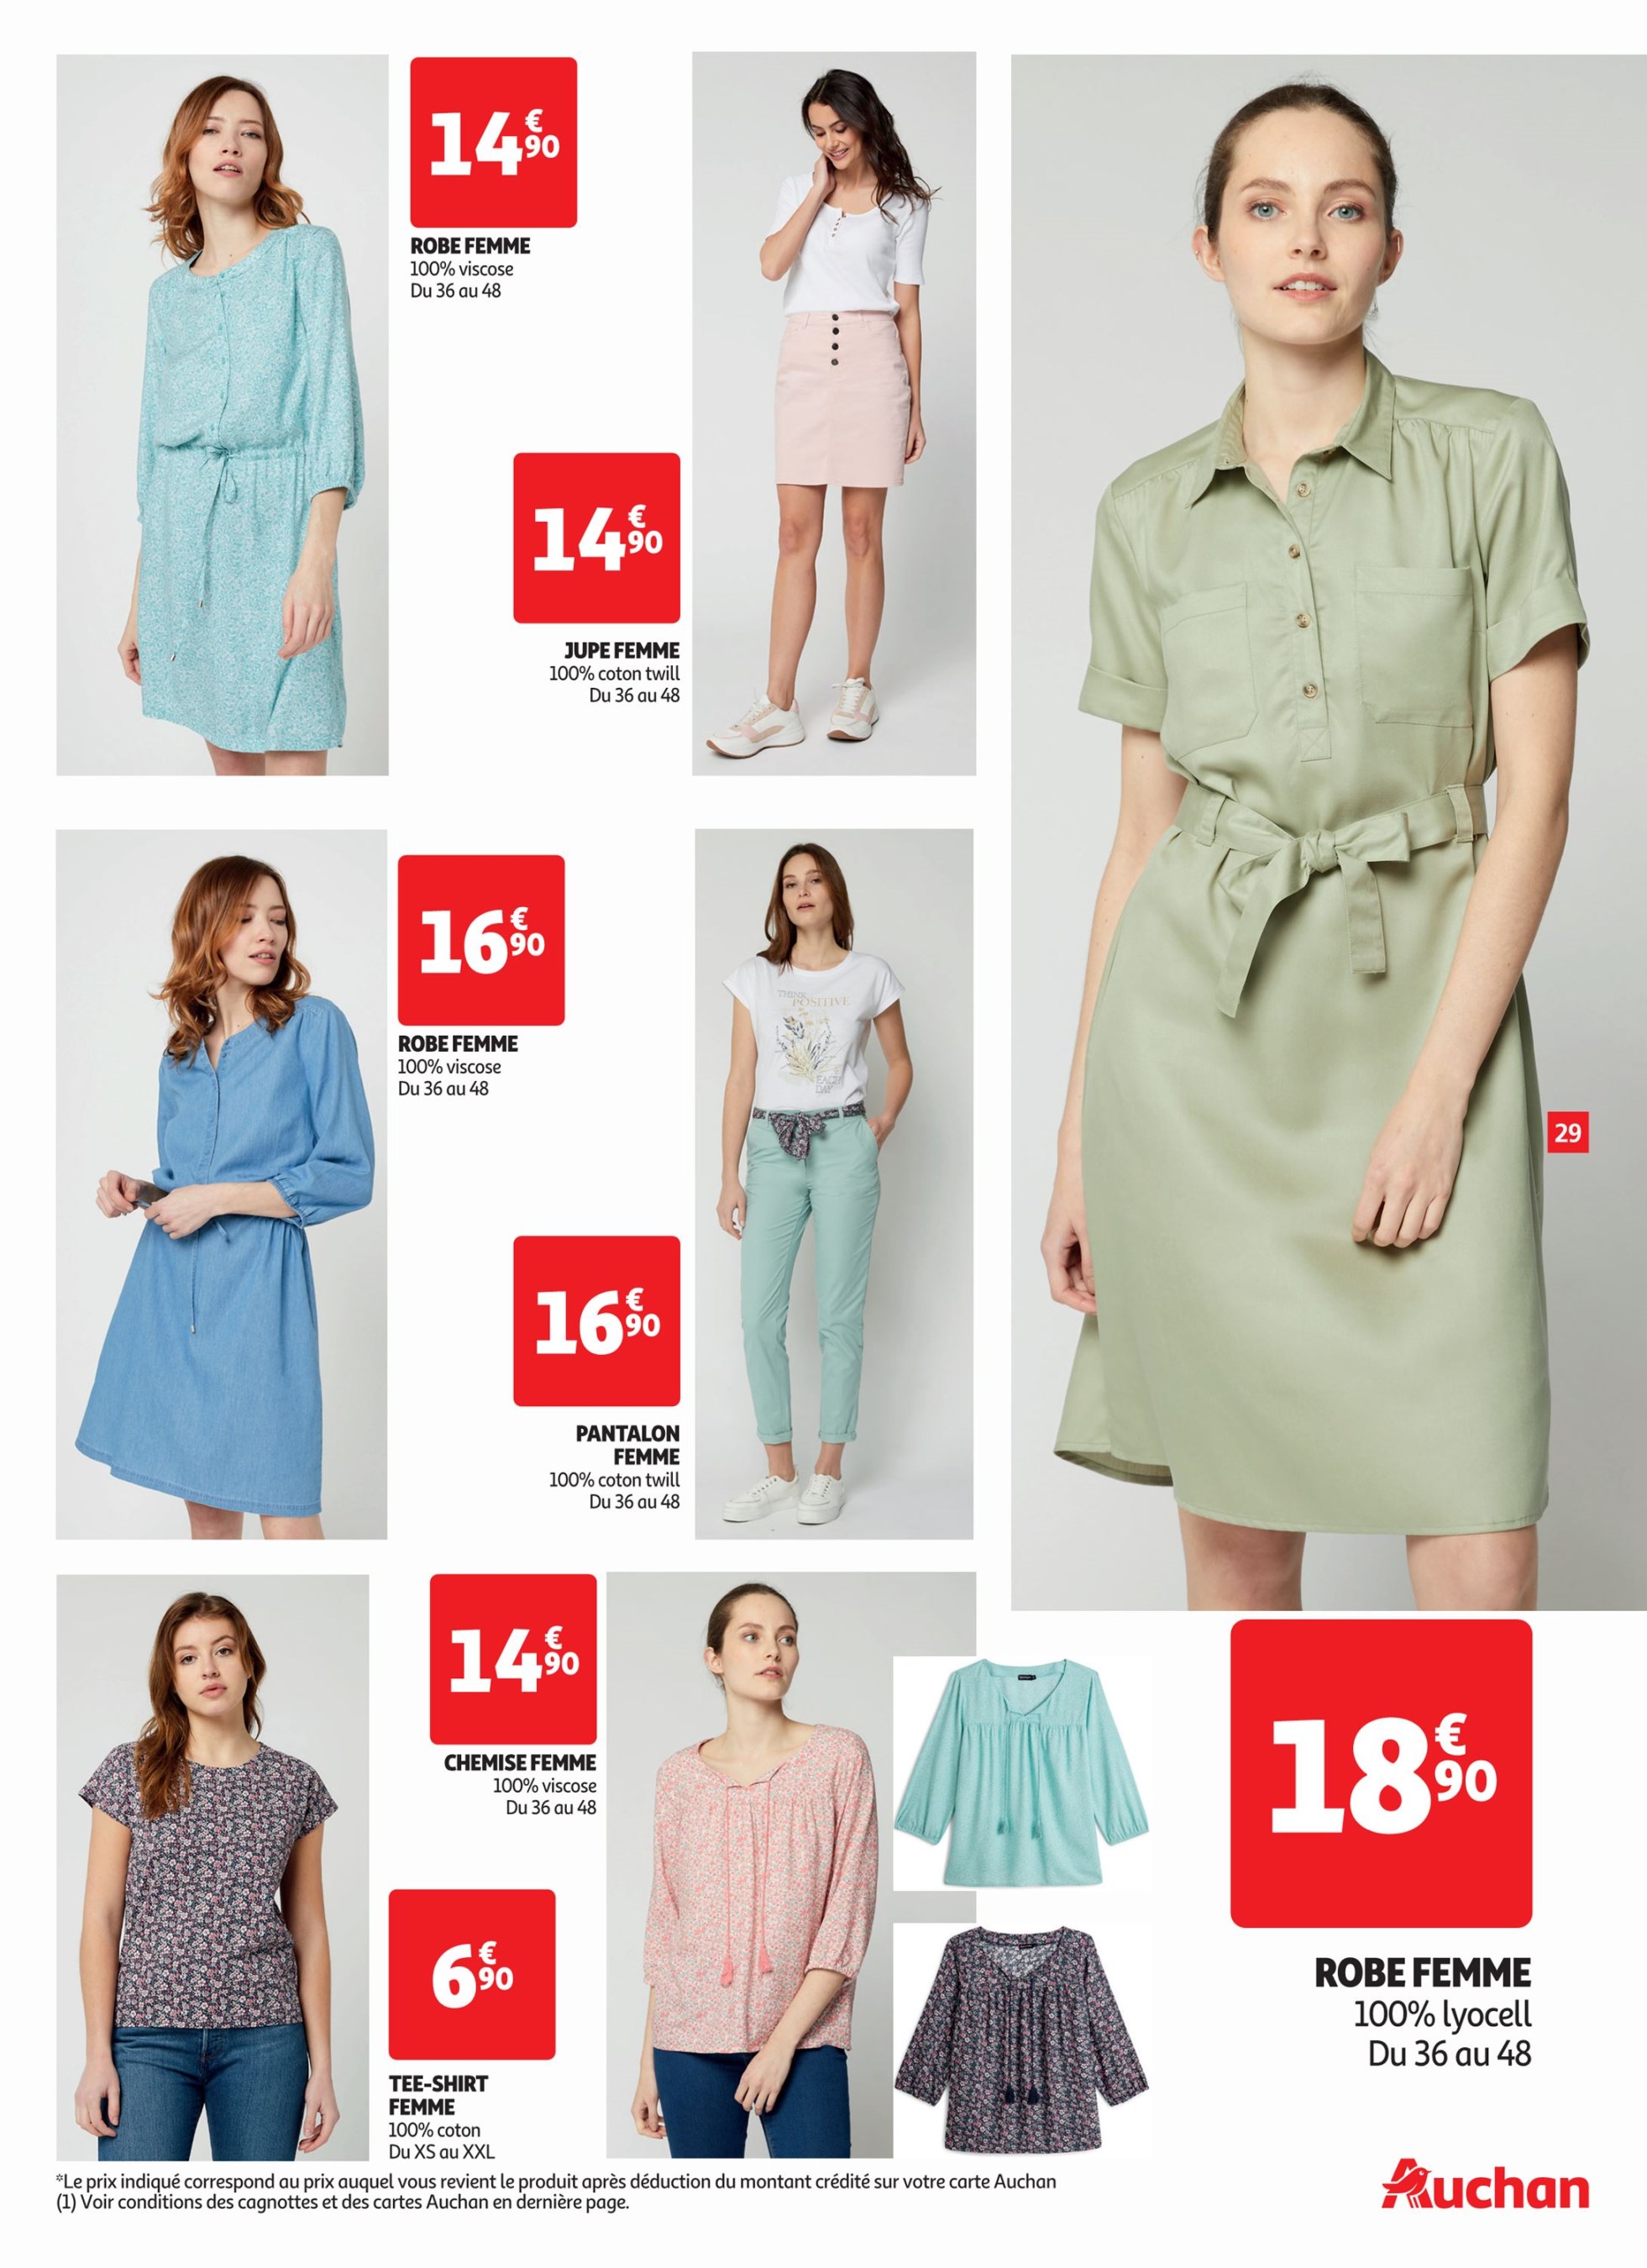 14€90
ROBE FEMME
100% viscose
Du 36 au 48
14€90
JUPE FEMME
100% coton twill
Du 36 au 48
16€90
ROBE FEMME
100% viscose
Du 36 au 48
THINK
POSITIVE
EACH
DAY
16€90
PANTALON
FEMME
100% coton twill
Du 36 au 48
29
14€90
CHEMISE FEMME
100% viscose
Du 36 au 48
6€90
TEE-SHIRT
FEMME
100% coton
Du XS au XXL
18€90
ROBE FEMME
100% lyocell
Du 36 au 48
*Le prix indiqué correspond au prix auquel vous revient le produit après déduction du montant crédité sur votre carte Auchan
(1) Voir conditions des cagnottes et des cartes Auchan en dernière page.
Auchan